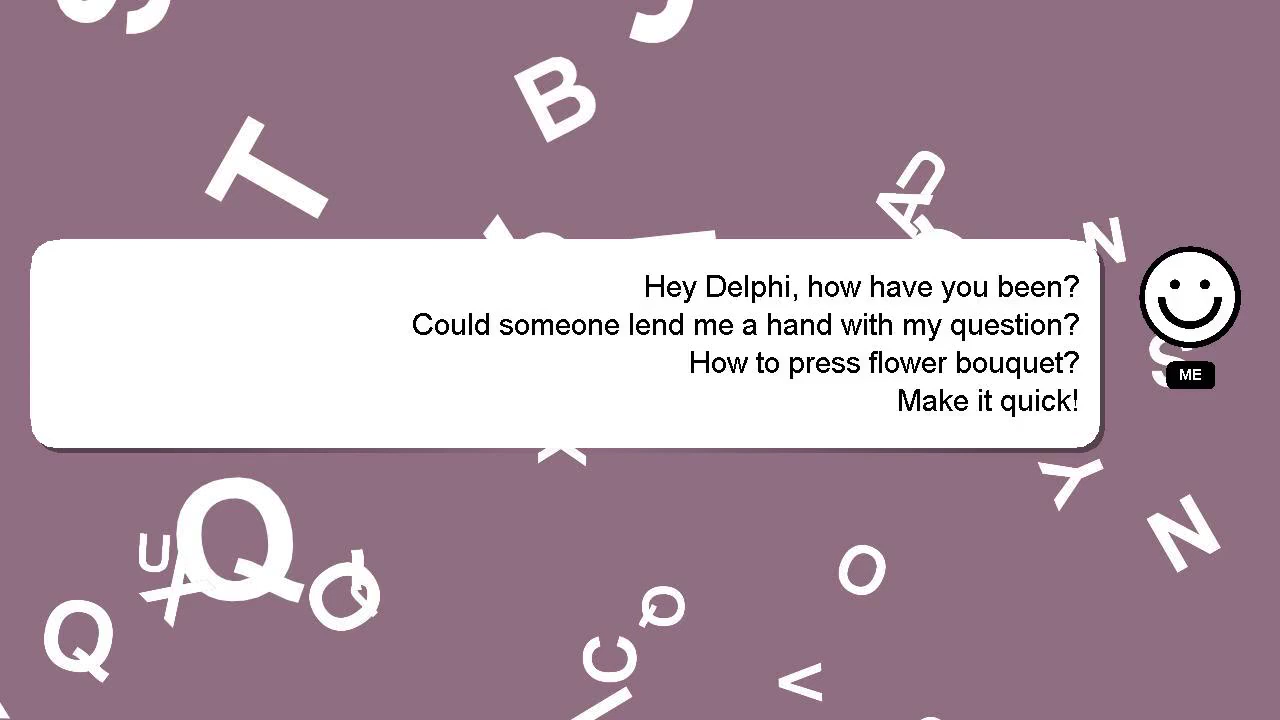 Hey Delphi, how have you been?
Could someone lend me a hand with my question?
How to press flower bouquet?
Make it quick!
ME
B
T
U
A
N
S
X
Y
N
Q
U
Q
O
Q
Q
C
V